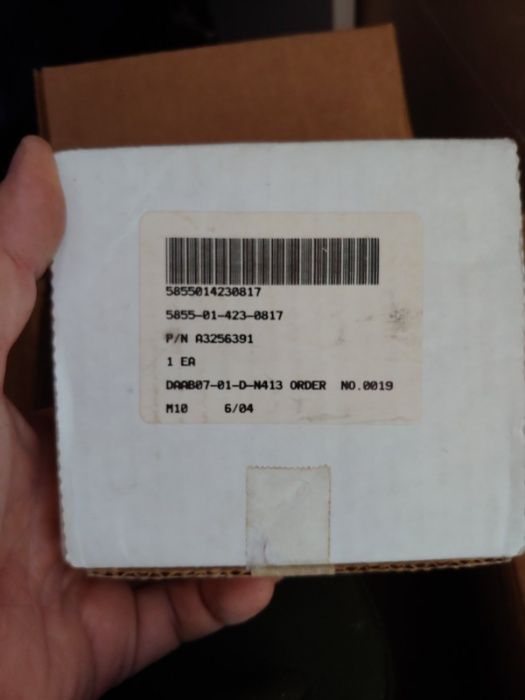 5855014230817
5855-01-423-0817
P/N A3256391
1 EA
DAAB07-01-D-N413 ORDER NO.0019
M10 6/04